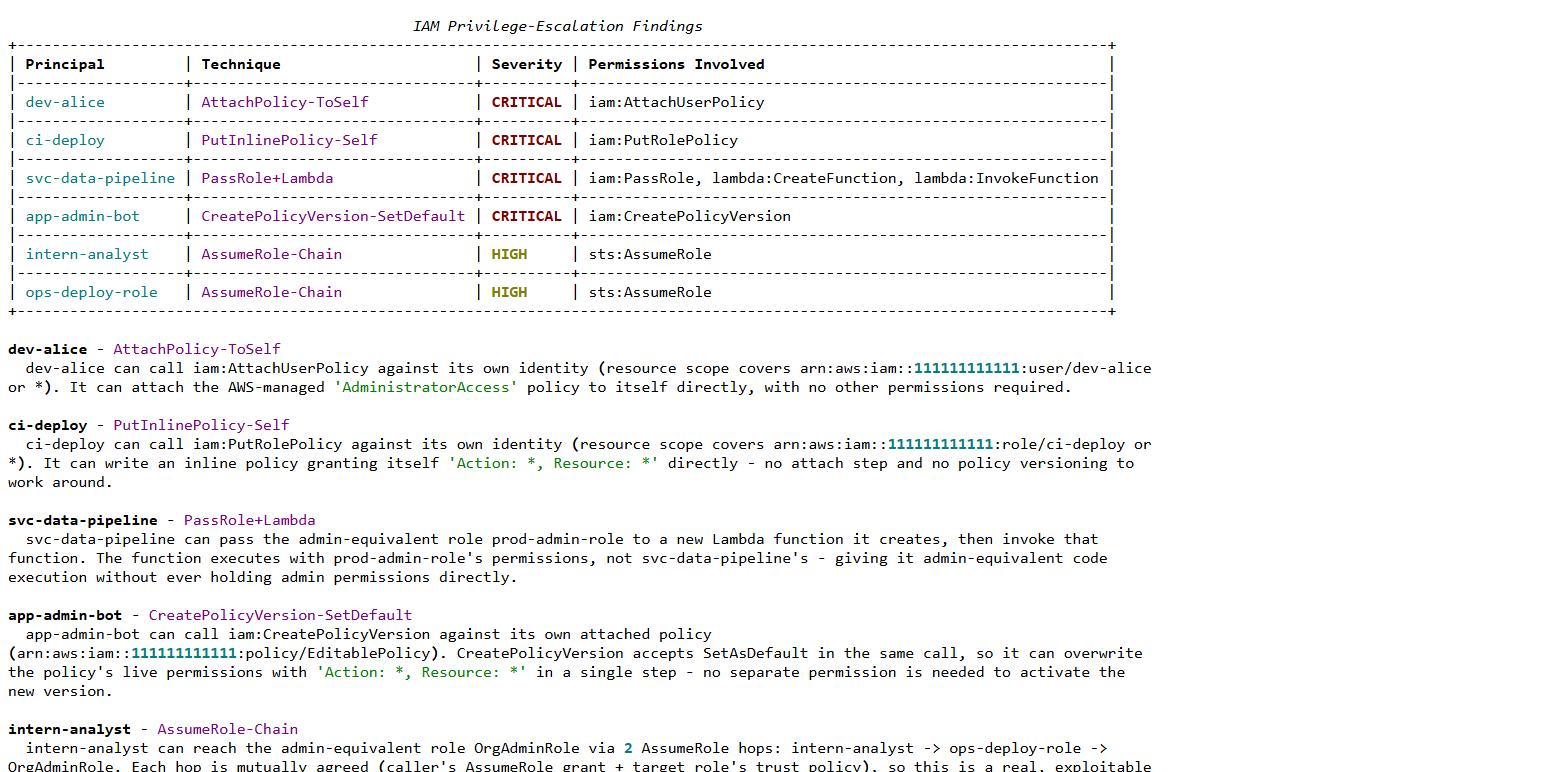 IAM Privilege-Escalation Findings
+----------------------------------------------------------------------------------------------------------------------------+
| Principal         | Technique                      | Severity | Permissions Involved                                       |
|-------------------+--------------------------------+----------+------------------------------------------------------------|
| dev-alice         | AttachPolicy-ToSelf            | CRITICAL | iam:AttachUserPolicy                                       |
|-------------------+--------------------------------+----------+------------------------------------------------------------|
| ci-deploy         | PutInlinePolicy-Self           | CRITICAL | iam:PutRolePolicy                                          |
|-------------------+--------------------------------+----------+------------------------------------------------------------|
| svc-data-pipeline | PassRole+Lambda                | CRITICAL | iam:PassRole, lambda:CreateFunction, lambda:InvokeFunction |
|-------------------+--------------------------------+----------+------------------------------------------------------------|
| app-admin-bot     | CreatePolicyVersion-SetDefault | CRITICAL | iam:CreatePolicyVersion                                    |
|-------------------+--------------------------------+----------+------------------------------------------------------------|
| intern-analyst    | AssumeRole-Chain               | HIGH     | sts:AssumeRole                                             |
|-------------------+--------------------------------+----------+------------------------------------------------------------|
| ops-deploy-role   | AssumeRole-Chain               | HIGH     | sts:AssumeRole                                             |
+----------------------------------------------------------------------------------------------------------------------------+
dev-alice - AttachPolicy-ToSelf
dev-alice can call iam:AttachUserPolicy against its own identity (resource scope covers arn:aws:iam::111111111111:user/dev-alice
or *). It can attach the AWS-managed 'AdministratorAccess' policy to itself directly, with no other permissions required.
ci-deploy - PutInlinePolicy-Self
ci-deploy can call iam:PutRolePolicy against its own identity (resource scope covers arn:aws:iam::111111111111:role/ci-deploy or
*). It can write an inline policy granting itself 'Action: *, Resource: *' directly - no attach step and no policy versioning to
work around.
svc-data-pipeline - PassRole+Lambda
svc-data-pipeline can pass the admin-equivalent role prod-admin-role to a new Lambda function it creates, then invoke that
function. The function executes with prod-admin-role's permissions, not svc-data-pipeline's - giving it admin-equivalent code
execution without ever holding admin permissions directly.
app-admin-bot - CreatePolicyVersion-SetDefault
app-admin-bot can call iam:CreatePolicyVersion against its own attached policy
(arn:aws:iam::111111111111:policy/EditablePolicy). CreatePolicyVersion accepts SetAsDefault in the same call, so it can overwrite
the policy's live permissions with 'Action: *, Resource: *' in a single step - no separate permission is needed to activate the
new version.
intern-analyst - AssumeRole-Chain
intern-analyst can reach the admin-equivalent role OrgAdminRole via 2 AssumeRole hops: intern-analyst -> ops-deploy-role ->
OrgAdminRole. Each hop is mutually agreed (caller's AssumeRole grant + target role's trust policy), so this is a real, exploitable